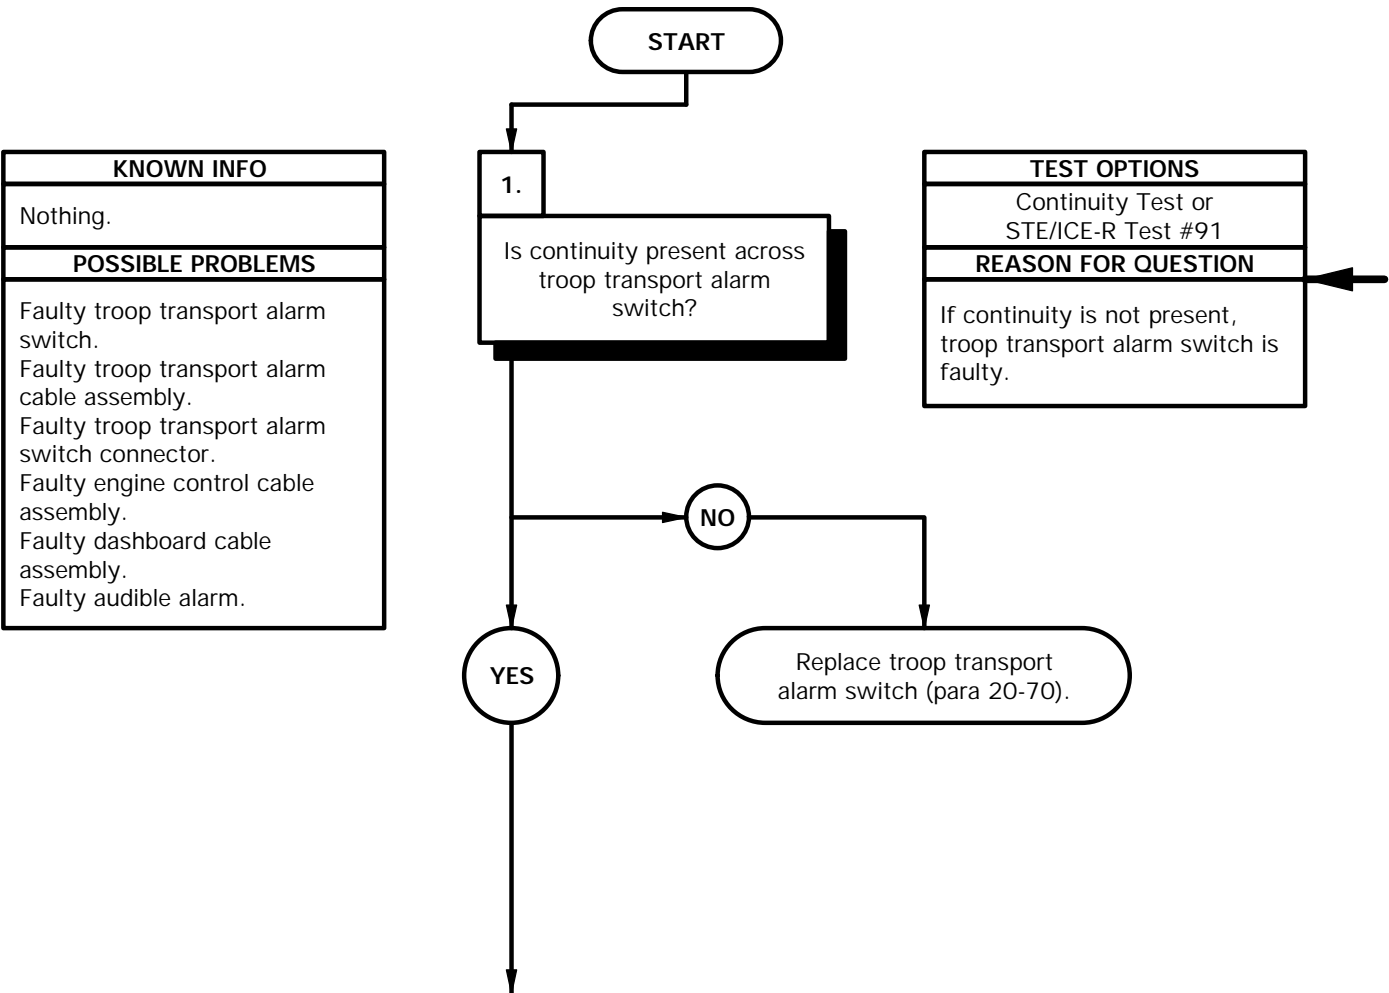 START
KNOWN INFO
Nothing.
POSSIBLE PROBLEMS
Faulty troop transport alarm
switch.
Faulty troop transport alarm
cable assembly.
Faulty troop transport alarm
switch connector.
Faulty engine control cable
assembly.
Faulty dashboard cable
assembly.
Faulty audible alarm.
1.
Is continuity present across
troop transport alarm
switch?
TEST OPTIONS
Continuity Test or
STE/ICE-R Test #91
REASON FOR QUESTION
If continuity is not present,
troop transport alarm switch is
faulty.
NO
YES
Replace troop transport
alarm switch (para 20-70).